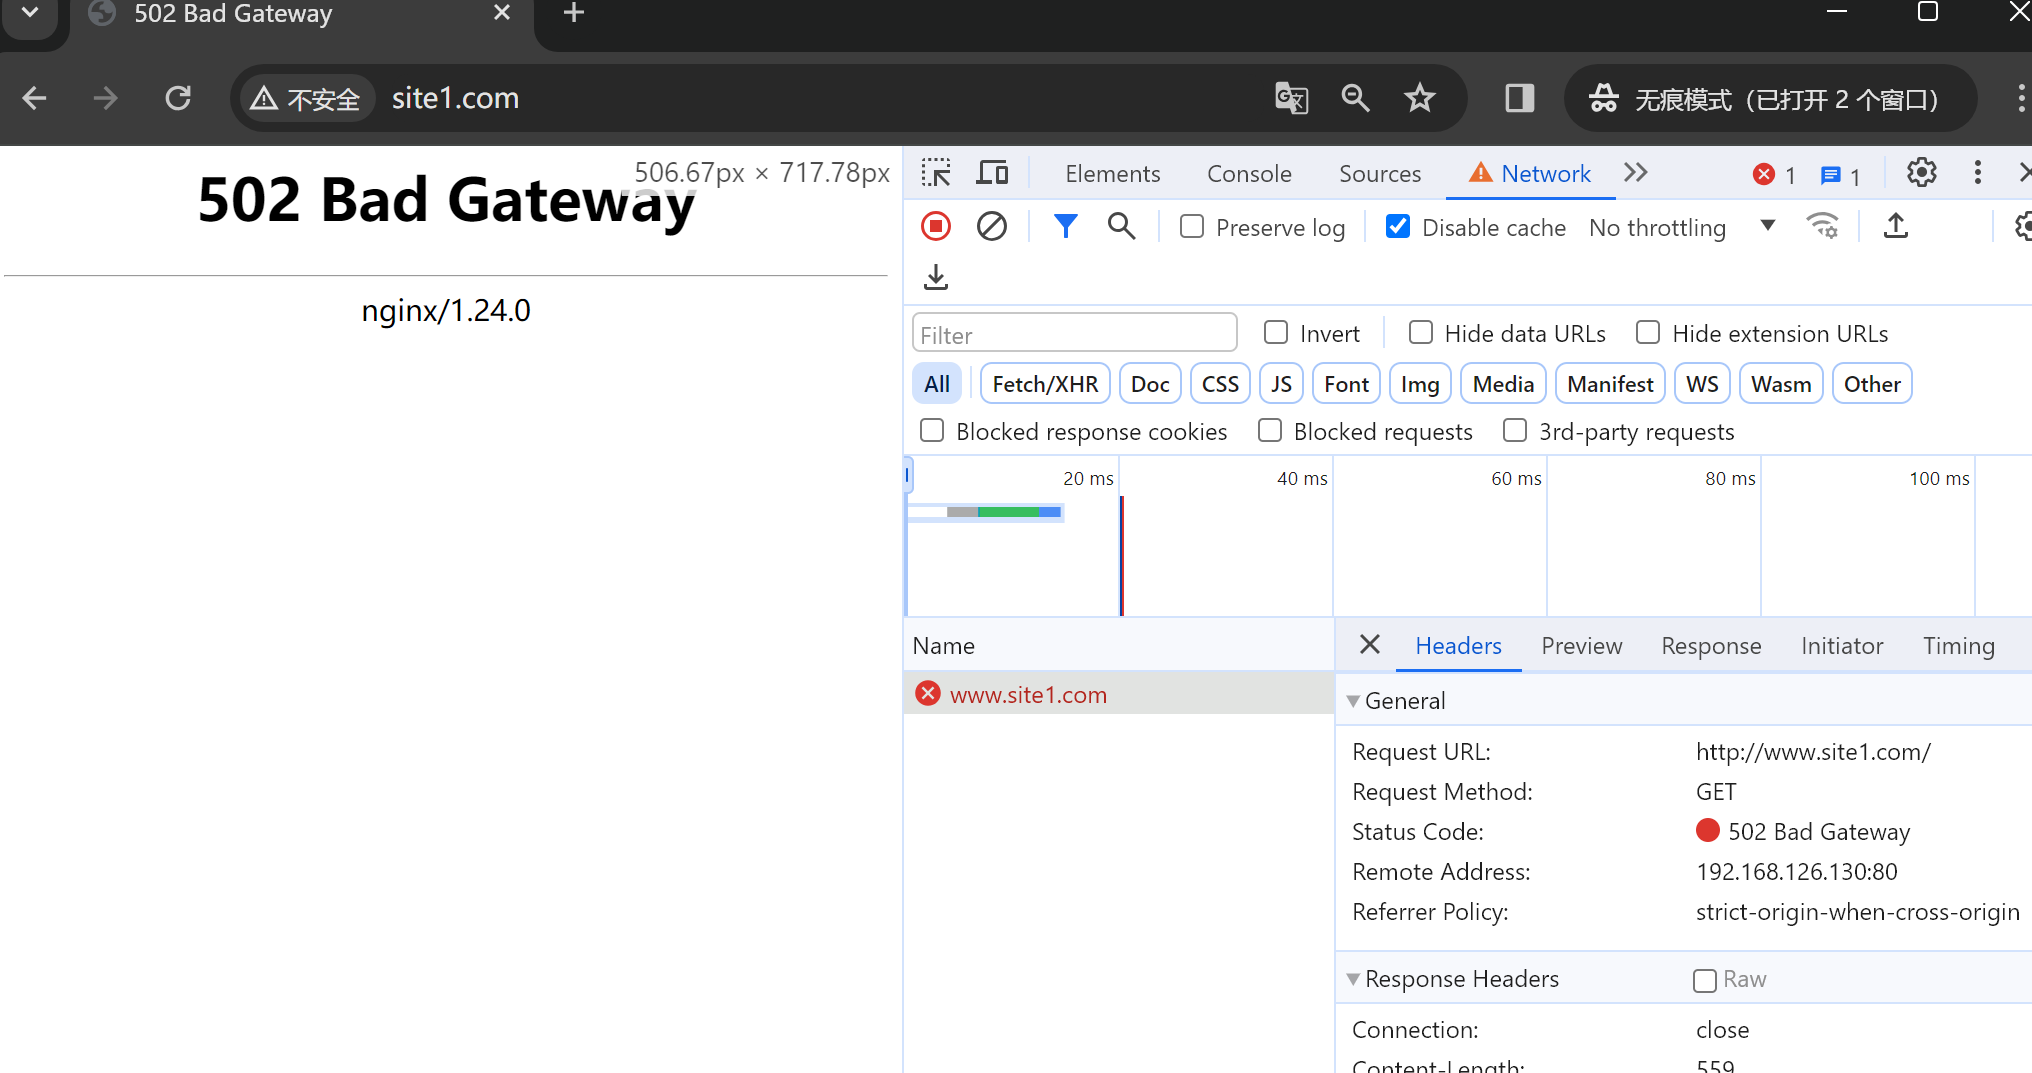 502 Bad Gateway
不安全 site1.com 无痕模式（已打开 2 个窗口）
506.67px × 717.78px
502 Bad Gateway
nginx/1.24.0
Elements Console Sources Network 1 1
Preserve log Disable cache No throttling
Filter Invert Hide data URLs Hide extension URLs
All Fetch/XHR Doc CSS JS Font Img Media Manifest WS Wasm Other
Blocked response cookies Blocked requests 3rd-party requests
20 ms 40 ms 60 ms 80 ms 100 ms
Name
www.site1.com
Headers Preview Response Initiator Timing
General
Request URL: http://www.site1.com/
Request Method: GET
Status Code: 502 Bad Gateway
Remote Address: 192.168.126.130:80
Referrer Policy: strict-origin-when-cross-origin
Response Headers Raw
Connection: close
Content-Length: 559